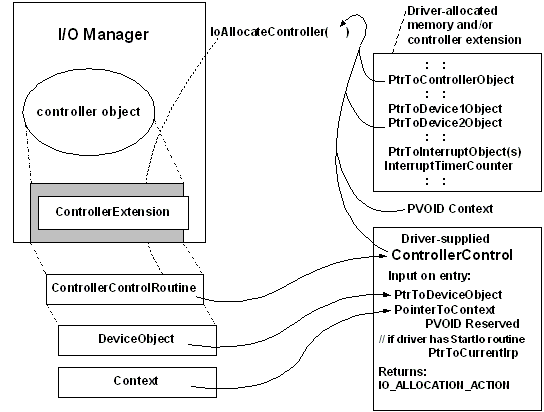 I/O Manager
controller object
ControllerExtension
ControllerControlRoutine
DeviceObject
Context
IoAllocateController( )
Driver-allocated
memory and/or
controller extension
: :
PtrToControllerObject
: :
PtrToDevice1Object
PtrToDevice2Object
: :
PtrToInterruptObject(s)
InterruptTimerCounter
: :
PVOID Context
Driver-supplied
ControllerControl
Input on entry:
PtrToDeviceObject
PointerToContext
PVOID Reserved
// if driver has StartIo routine
PtrToCurrentIrp
Returns:
IO_ALLOCATION_ACTION